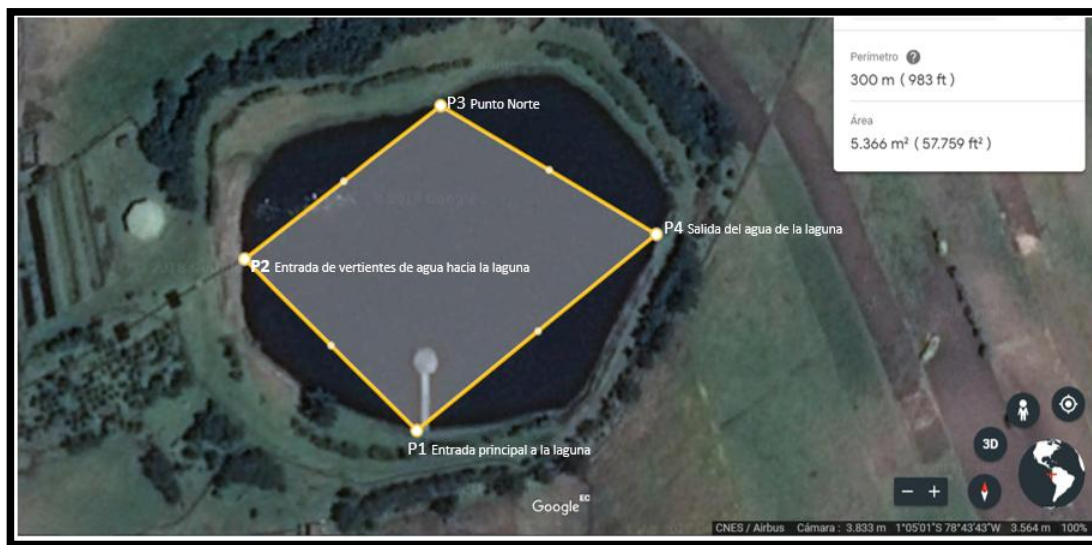 Perímetro ?
300 m ( 983 ft )
Área
5.366 m² ( 57.759 ft² )
P3 Punto Norte
P4 Salida del agua de la laguna
P2 Entrada de vertientes de agua hacia la laguna
P1 Entrada principal a la laguna
3D
Google EC
CNES / Airbus Cámara : 3.833 m 1°05'01"S 78°43'43"W 3.564 m 100%